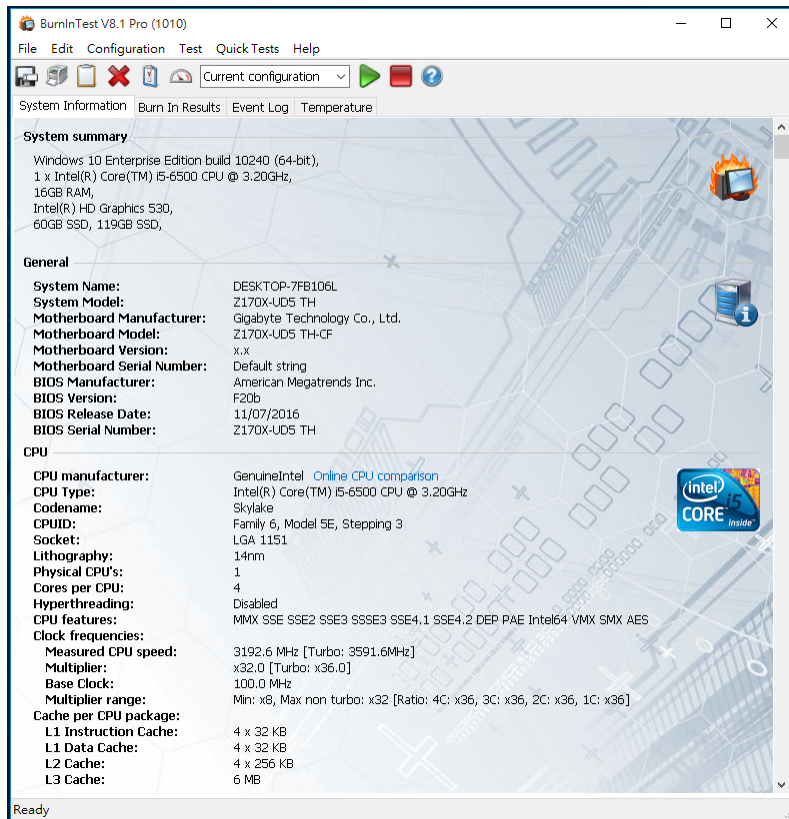 BurnInTest V8.1 Pro (1010)
File Edit Configuration Test Quick Tests Help
Current configuration
System Information Burn In Results Event Log Temperature
System summary
Windows 10 Enterprise Edition build 10240 (64-bit),
1 x Intel(R) Core(TM) i5-6500 CPU @ 3.20GHz,
16GB RAM,
Intel(R) HD Graphics 530,
60GB SSD, 119GB SSD,
General
System Name: DESKTOP-7FB106L
System Model: Z170X-UD5 TH
Motherboard Manufacturer: Gigabyte Technology Co., Ltd.
Motherboard Model: Z170X-UD5 TH-CF
Motherboard Version: x.x
Motherboard Serial Number: Default string
BIOS Manufacturer: American Megatrends Inc.
BIOS Version: F20b
BIOS Release Date: 11/07/2016
BIOS Serial Number: Z170X-UD5 TH
CPU
CPU manufacturer: GenuineIntel Online CPU comparison
CPU Type: Intel(R) Core(TM) i5-6500 CPU @ 3.20GHz
Codename: Skylake
CPUID: Family 6, Model 5E, Stepping 3
Socket: LGA 1151
Lithography: 14nm
Physical CPU's: 1
Cores per CPU: 4
Hyperthreading: Disabled
CPU features: MMX SSE SSE2 SSE3 SSSE3 SSE4.1 SSE4.2 DEP PAE Intel64 VMX SMX AES
Clock frequencies:
Measured CPU speed: 3192.6 MHz [Turbo: 3591.6MHz]
Multiplier: x32.0 [Turbo: x36.0]
Base Clock: 100.0 MHz
Multiplier range: Min: x8, Max non turbo: x32 [Ratio: 4C: x36, 3C: x36, 2C: x36, 1C: x36]
Cache per CPU package:
L1 Instruction Cache: 4 x 32 KB
L1 Data Cache: 4 x 32 KB
L2 Cache: 4 x 256 KB
L3 Cache: 6 MB
intel i5
CORE inside™
Ready